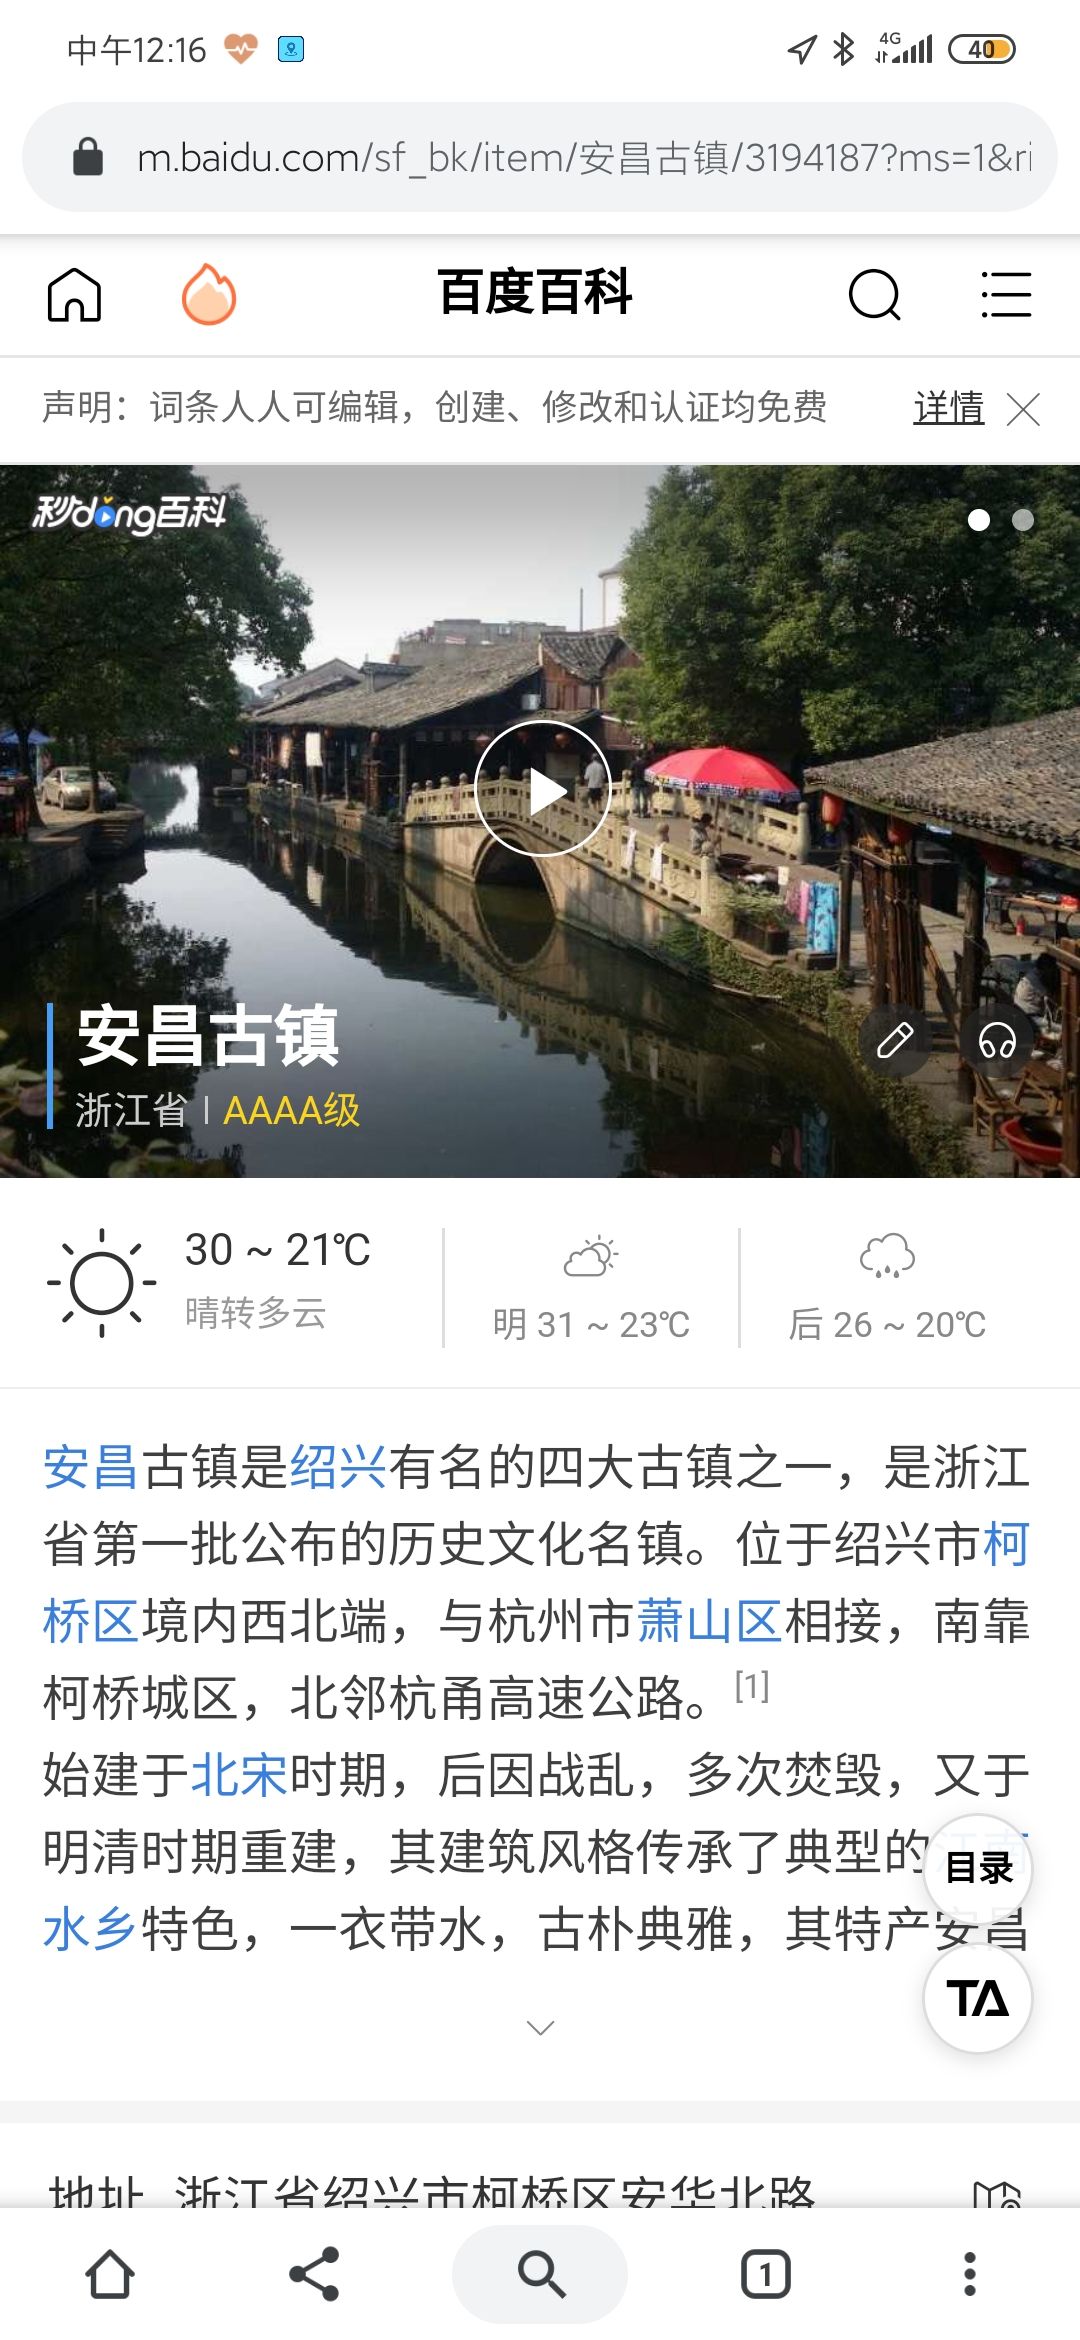 中午12:16
4G
40
m.baidu.com/sf_bk/item/安昌古镇/3194187?ms=1&ri
百度百科
声明：词条人人可编辑，创建、修改和认证均免费 详情
秒dǒng百科
安昌古镇
浙江省 | AAAA级
30 ~ 21℃
晴转多云
明 31 ~ 23℃
后 26 ~ 20℃
安昌古镇是绍兴有名的四大古镇之一，是浙江
省第一批公布的历史文化名镇。位于绍兴市柯
桥区境内西北端，与杭州市萧山区相接，南靠
柯桥城区，北邻杭甬高速公路。[1]
始建于北宋时期，后因战乱，多次焚毁，又于
明清时期重建，其建筑风格传承了典型的江南
水乡特色，一衣带水，古朴典雅，其特产安昌
目录
TA
地址 浙江省绍兴市柯桥区安华北路
1